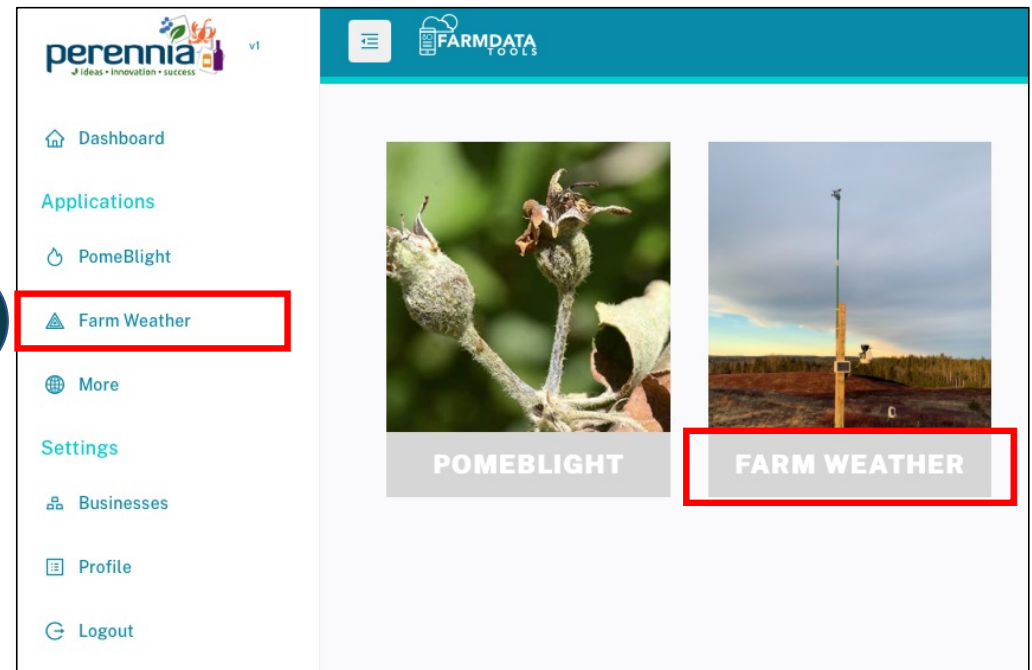 perennia
ideas • innovation • success
v1
FARMDATA
TOOLS
Dashboard
Applications
PomeBlight
Farm Weather
More
Settings
Businesses
Profile
Logout
POMEBLIGHT
FARM WEATHER